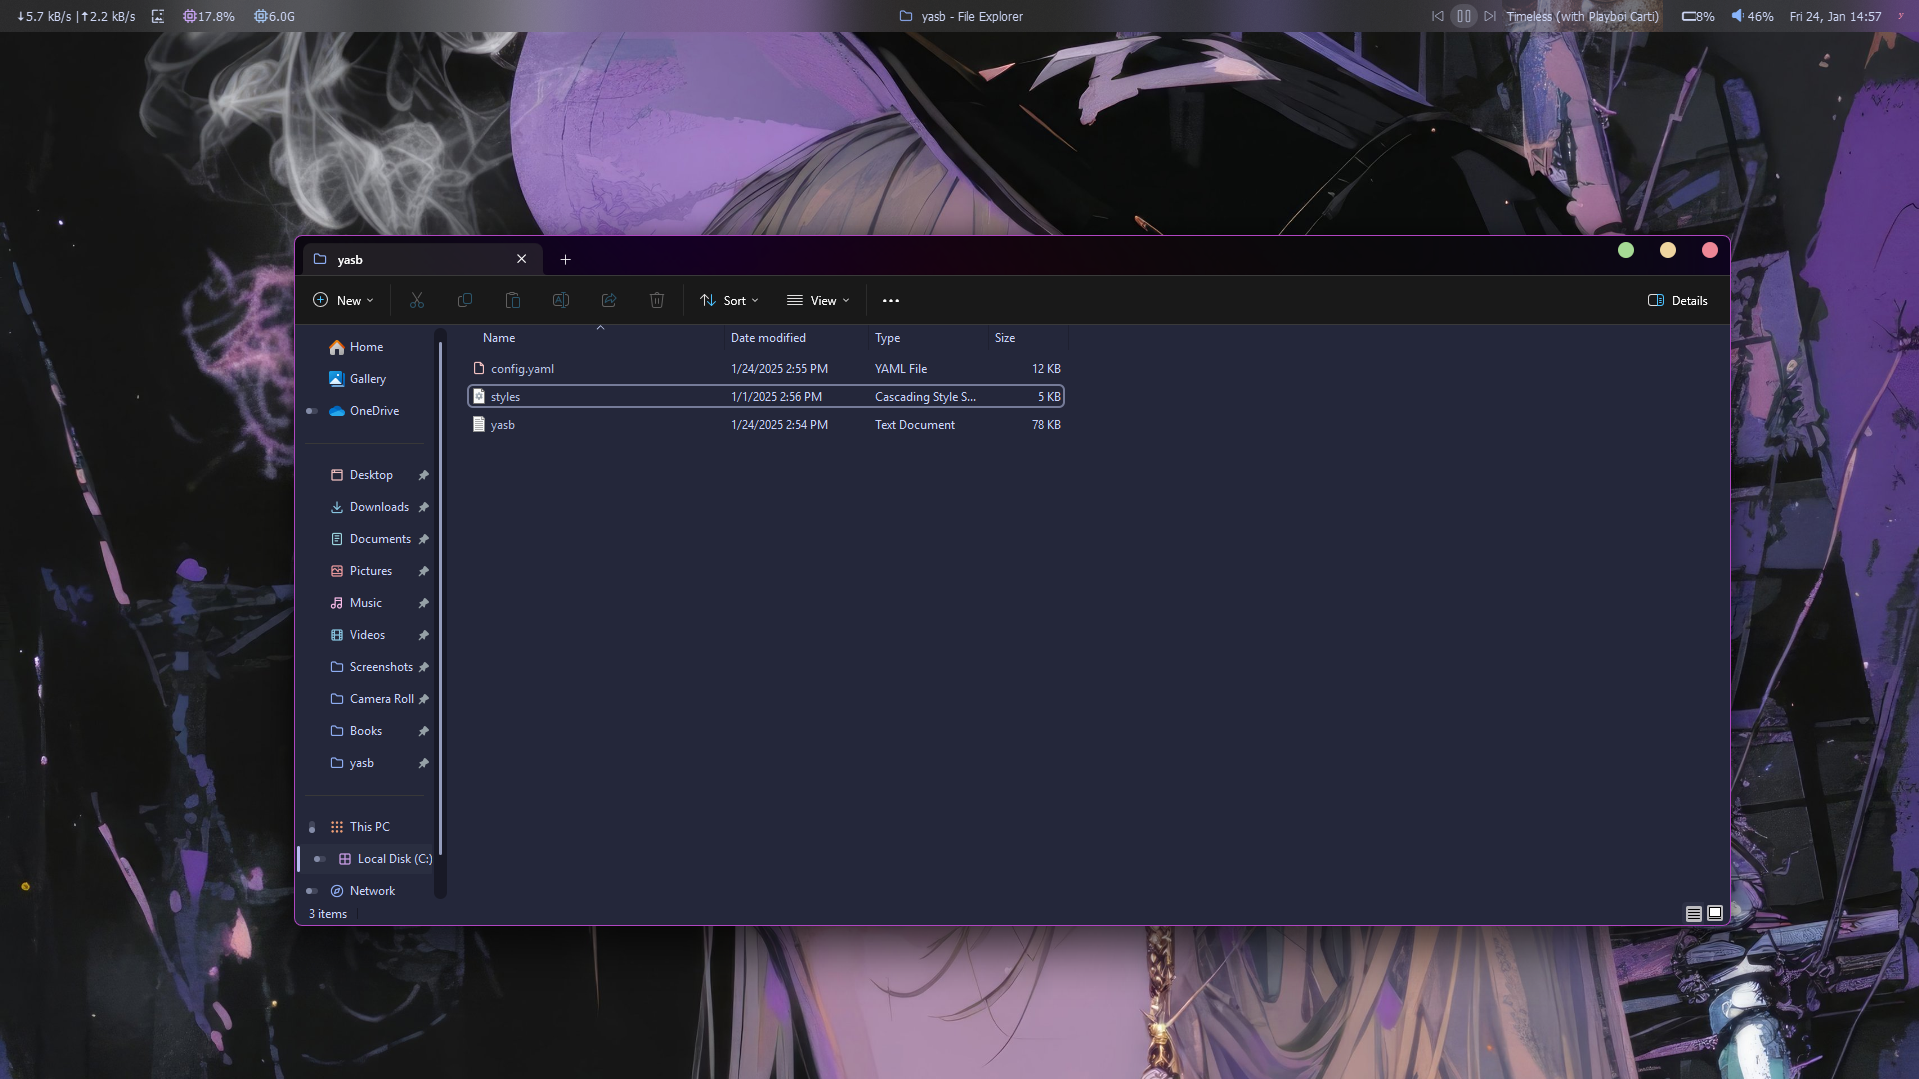 ↓5.7 kB/s | ↑2.2 kB/s
17.8%
6.0G
yasb - File Explorer
Timeless (with Playboi Carti)
8%
46%
Fri 24, Jan 14:57
yasb
New
Sort
View
Details
Name
Date modified
Type
Size
config.yaml 1/24/2025 2:55 PM YAML File 12 KB
styles 1/1/2025 2:56 PM Cascading Style S... 5 KB
yasb 1/24/2025 2:54 PM Text Document 78 KB
Home
Gallery
OneDrive
Desktop
Downloads
Documents
Pictures
Music
Videos
Screenshots
Camera Roll
Books
yasb
This PC
Local Disk (C:)
Network
3 items